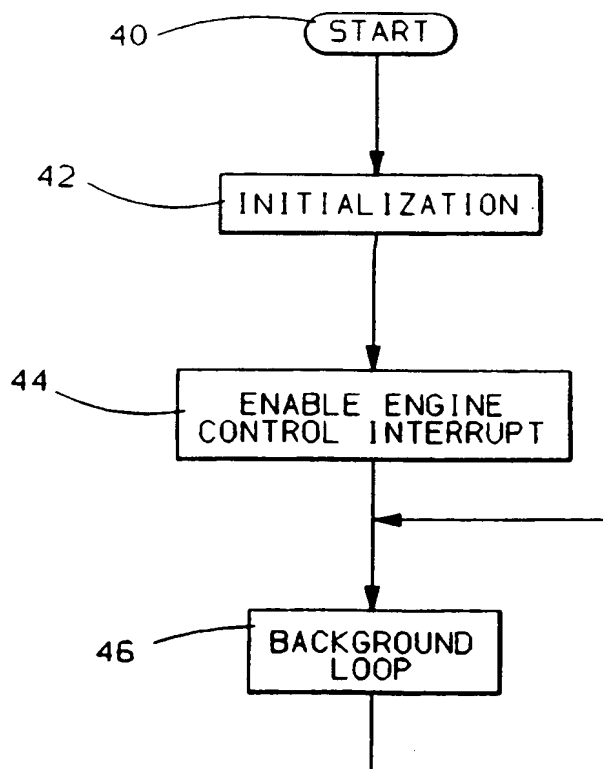 40
START
42
INITIALIZATION
44
ENABLE ENGINE
CONTROL INTERRUPT
46
BACKGROUND
LOOP